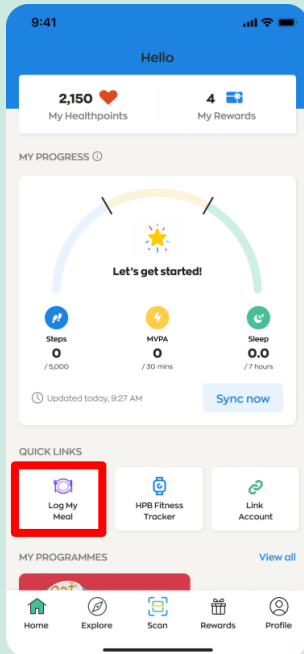 9:41
Hello
2,150
My Healthpoints
4
My Rewards
MY PROGRESS
Let's get started!
Steps
0
/ 5,000
MVPA
0
/ 30 mins
Sleep
0.0
/ 7 hours
Updated today, 9:27 AM
Sync now
QUICK LINKS
Log My
Meal
HPB Fitness
Tracker
Link
Account
MY PROGRAMMES
View all
Home
Explore
Scan
Rewards
Profile